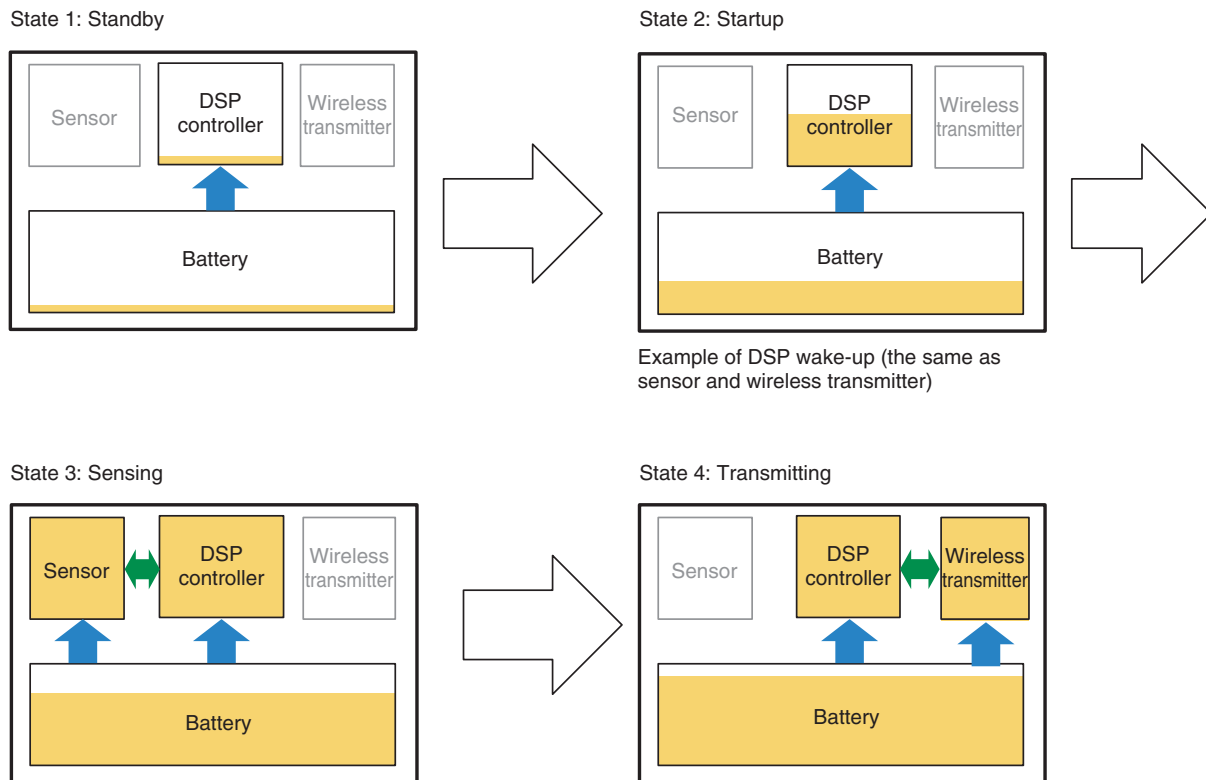 State 1: Standby
State 2: Startup
Sensor
DSP
controller
Wireless
transmitter
Battery
Sensor
DSP
controller
Wireless
transmitter
Battery
Example of DSP wake-up (the same as
sensor and wireless transmitter)
State 3: Sensing
State 4: Transmitting
Sensor
DSP
controller
Wireless
transmitter
Battery
Sensor
DSP
controller
Wireless
transmitter
Battery